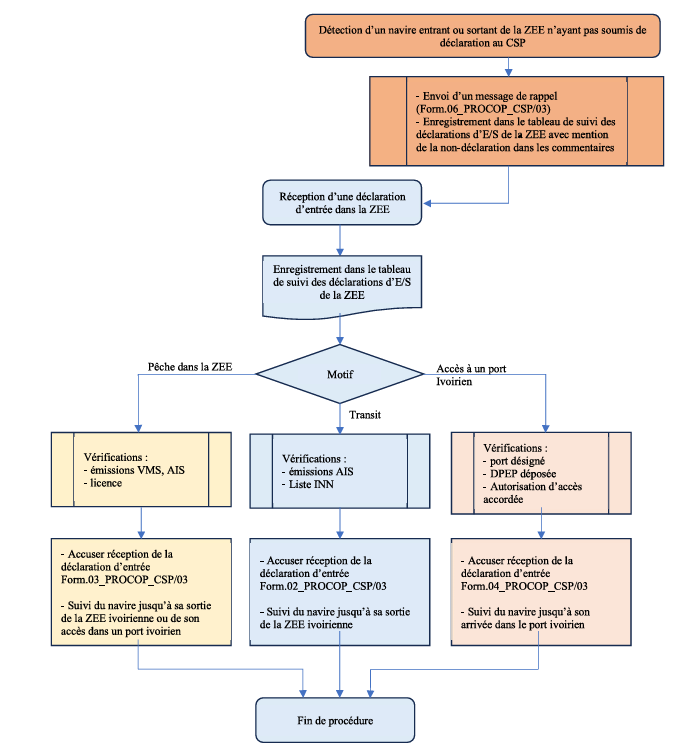 Détection d'un navire entrant ou sortant de la ZEE n'ayant pas soumis de
déclaration au CSP
- Envoi d'un message de rappel
(Form.06_PROCOP_CSP/03)
- Enregistrement dans le tableau de suivi des
déclarations d'E/S de la ZEE avec mention
de la non-déclaration dans les commentaires
Réception d'une déclaration
d'entrée dans la ZEE
Enregistrement dans le tableau
de suivi des déclarations d'E/S
de la ZEE
Motif
Pêche dans la ZEE
Transit
Accès à un port
Ivoirien
Vérifications :
- émissions VMS, AIS
- licence
Vérifications :
- émissions AIS
- Liste INN
Vérifications :
- port désigné
- DPEP déposée
- Autorisation d'accès
accordée
- Accuser réception de la
déclaration d'entrée
Form.03_PROCOP_CSP/03
- Suivi du navire jusqu'à sa sortie
de la ZEE ivoirienne ou de son
accès dans un port ivoirien
- Accuser réception de la
déclaration d'entrée
Form.02_PROCOP_CSP/03
- Suivi du navire jusqu'à sa sortie
de la ZEE ivoirienne
- Accuser réception de la
déclaration d'entrée
Form.04_PROCOP_CSP/03
- Suivi du navire jusqu'à son
arrivée dans le port ivoirien
Fin de procédure